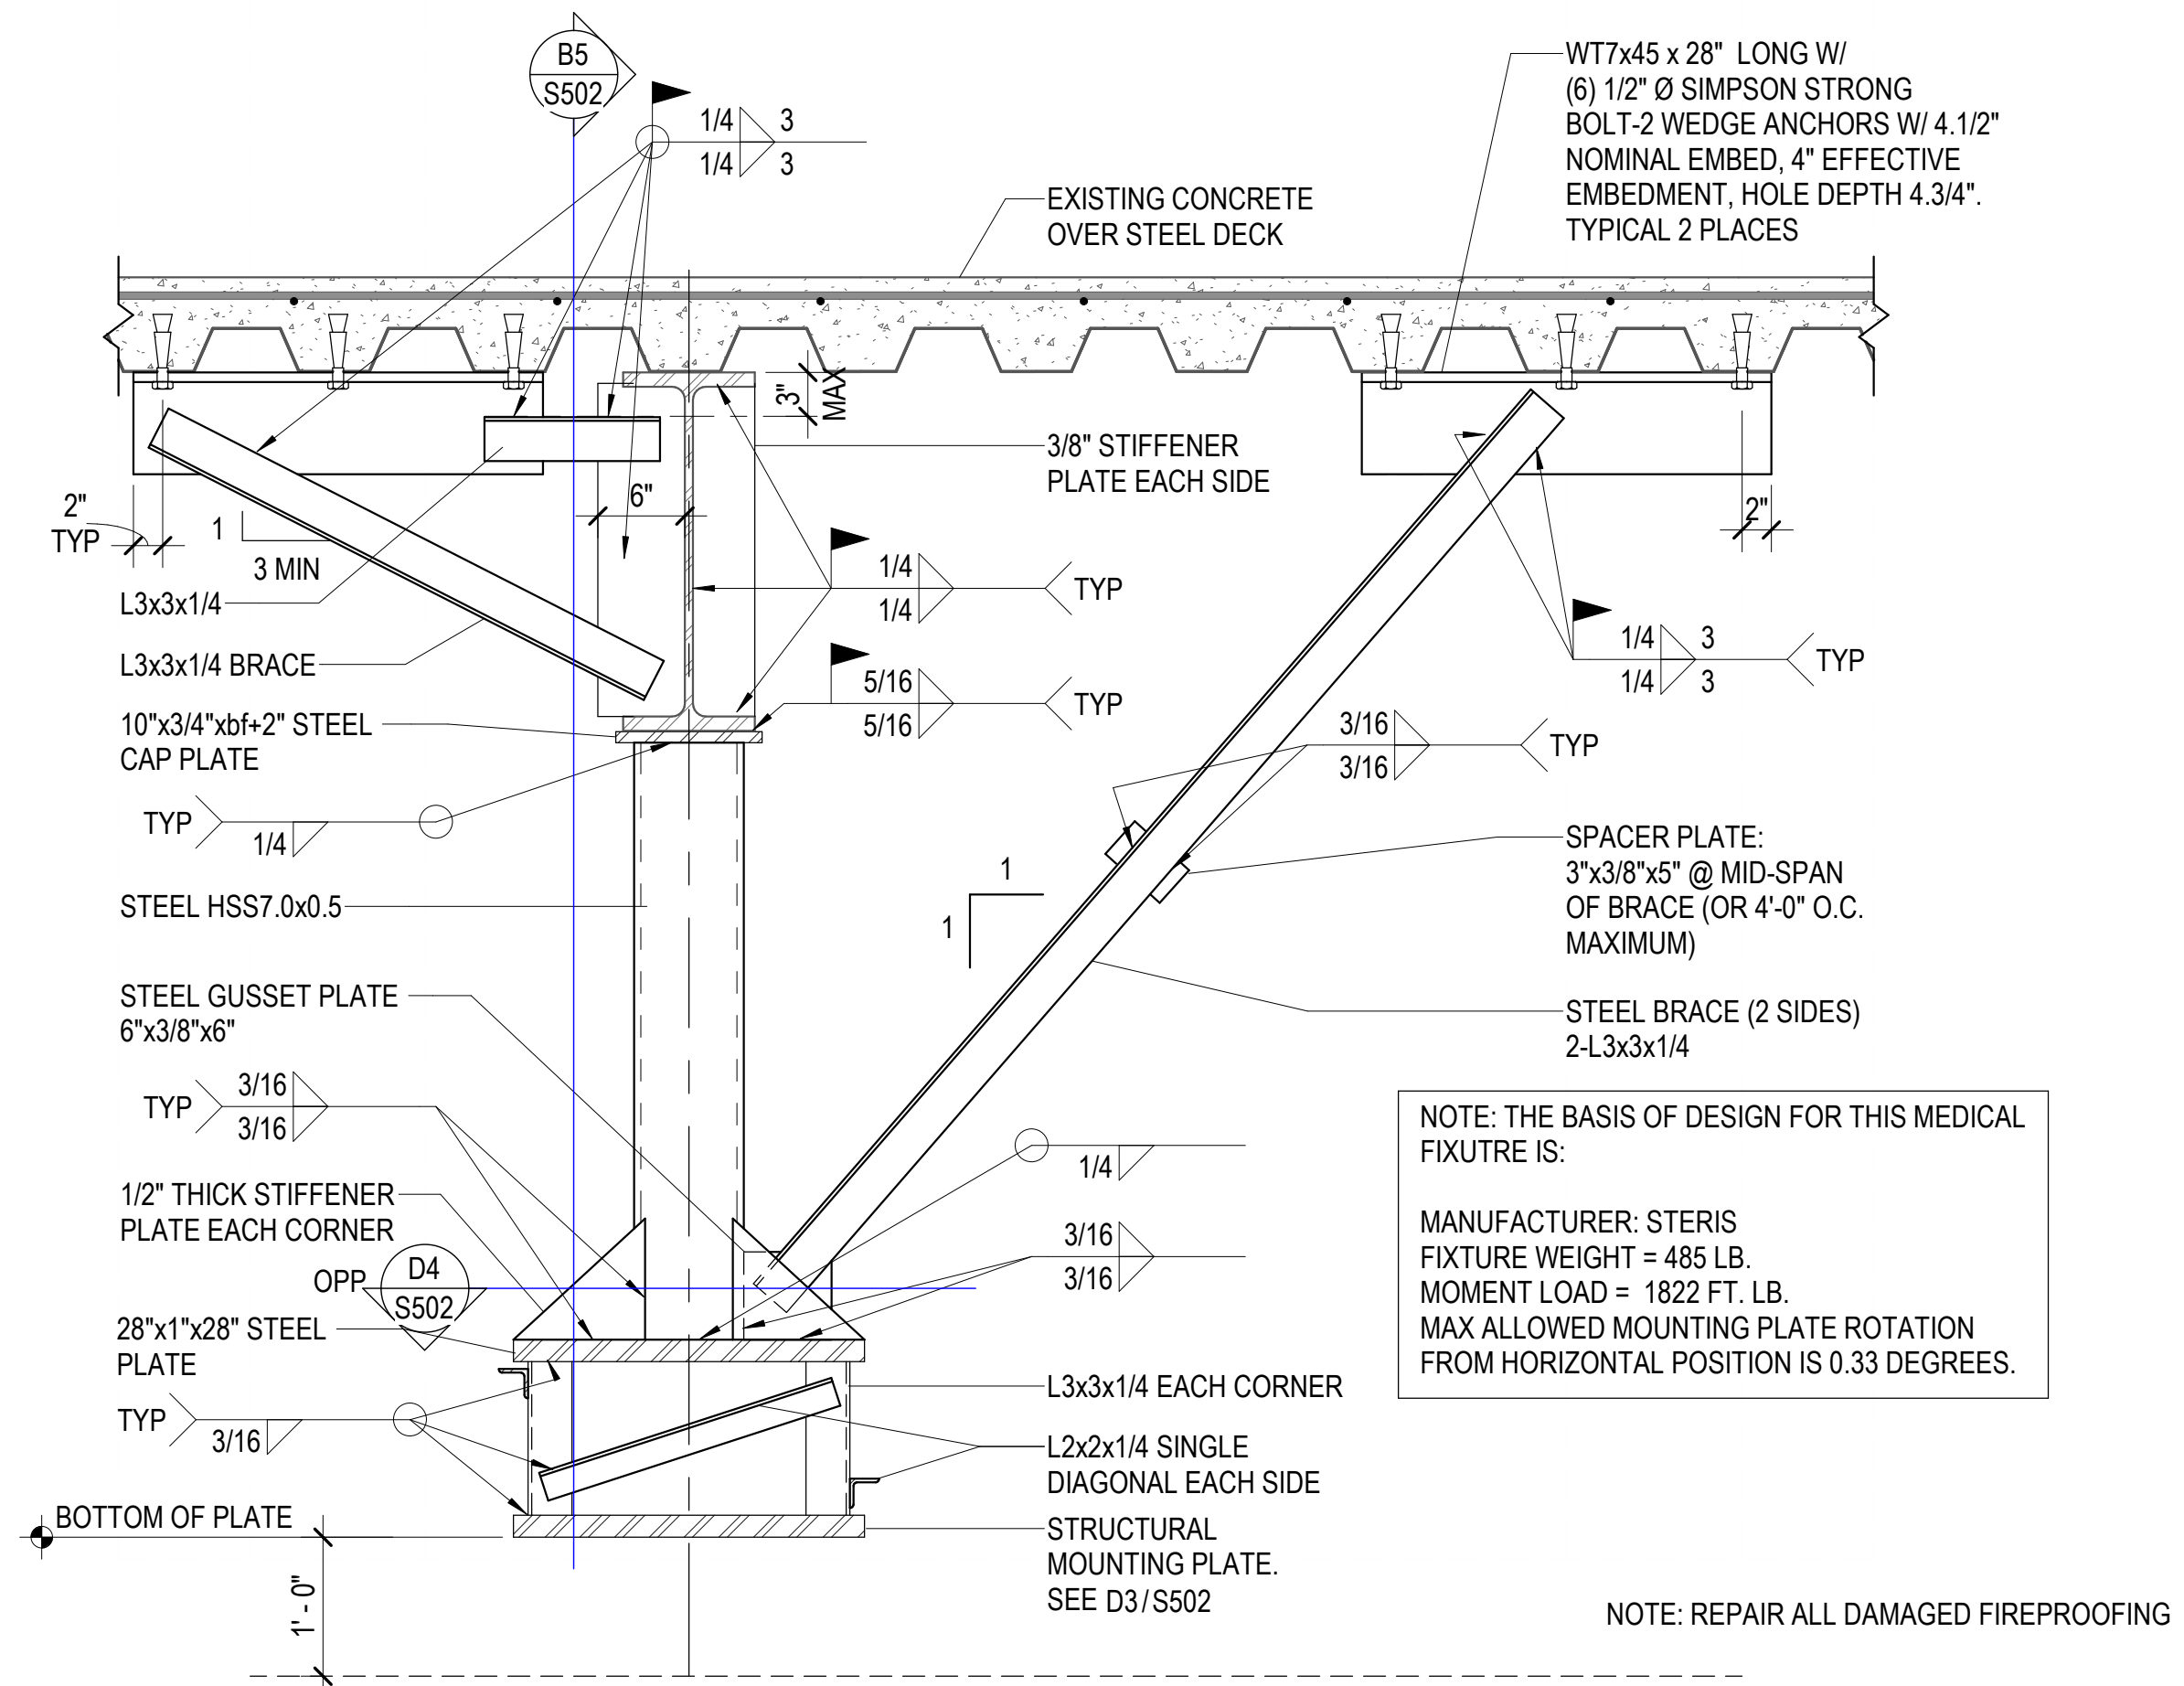 B5
S502
1/4 3
1/4 3
WT7x45 x 28" LONG W/
(6) 1/2" Ø SIMPSON STRONG
BOLT-2 WEDGE ANCHORS W/ 4.1/2"
NOMINAL EMBED, 4" EFFECTIVE
EMBEDMENT, HOLE DEPTH 4.3/4".
TYPICAL 2 PLACES
EXISTING CONCRETE
OVER STEEL DECK
3"
MAX
3/8" STIFFENER
PLATE EACH SIDE
6"
2"
TYP
1
3 MIN
2"
L3x3x1/4
L3x3x1/4 BRACE
1/4
1/4
TYP
5/16
5/16
TYP
1/4 3
1/4 3
TYP
10"x3/4"xbf+2" STEEL
CAP PLATE
3/16
3/16
TYP
TYP
1/4
SPACER PLATE:
3"x3/8"x5" @ MID-SPAN
OF BRACE (OR 4'-0" O.C.
MAXIMUM)
1
1
STEEL HSS7.0x0.5
STEEL GUSSET PLATE
6"x3/8"x6"
STEEL BRACE (2 SIDES)
2-L3x3x1/4
TYP
3/16
3/16
1/4
1/2" THICK STIFFENER
PLATE EACH CORNER
3/16
3/16
NOTE: THE BASIS OF DESIGN FOR THIS MEDICAL
FIXUTRE IS:
MANUFACTURER: STERIS
FIXTURE WEIGHT = 485 LB.
MOMENT LOAD = 1822 FT. LB.
MAX ALLOWED MOUNTING PLATE ROTATION
FROM HORIZONTAL POSITION IS 0.33 DEGREES.
OPP
D4
S502
28"x1"x28" STEEL
PLATE
TYP
3/16
L3x3x1/4 EACH CORNER
L2x2x1/4 SINGLE
DIAGONAL EACH SIDE
BOTTOM OF PLATE
STRUCTURAL
MOUNTING PLATE.
SEE D3/S502
1' - 0"
NOTE: REPAIR ALL DAMAGED FIREPROOFING